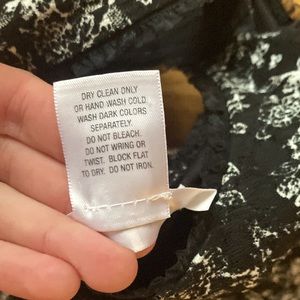 DRY CLEAN ONLY
OR HAND WASH COLD.
WASH DARK COLORS
SEPARATELY.
DO NOT BLEACH.
DO NOT WRING OR
TWIST. BLOCK FLAT
TO DRY. DO NOT IRON.